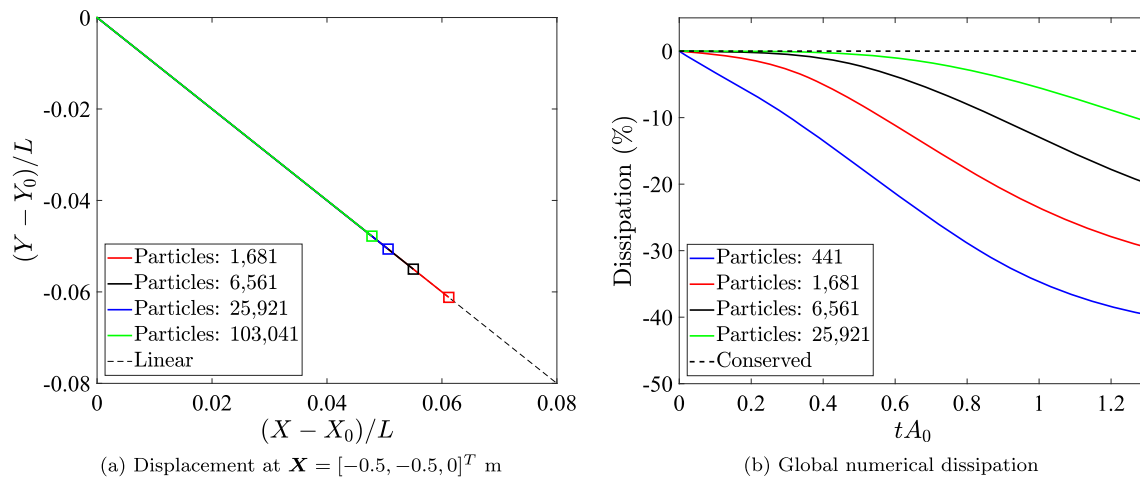 0
-0.02
-0.04
-0.06
-0.08
(Y − Y₀)/L
0
0.02
0.04
0.06
0.08
(X − X₀)/L
Particles: 1,681
Particles: 6,561
Particles: 25,921
Particles: 103,041
Linear
(a) Displacement at X = [−0.5, −0.5, 0]ᵀ m
0
-10
-20
-30
-40
-50
Dissipation (%)
0
0.2
0.4
0.6
0.8
1
1.2
tA₀
Particles: 441
Particles: 1,681
Particles: 6,561
Particles: 25,921
Conserved
(b) Global numerical dissipation